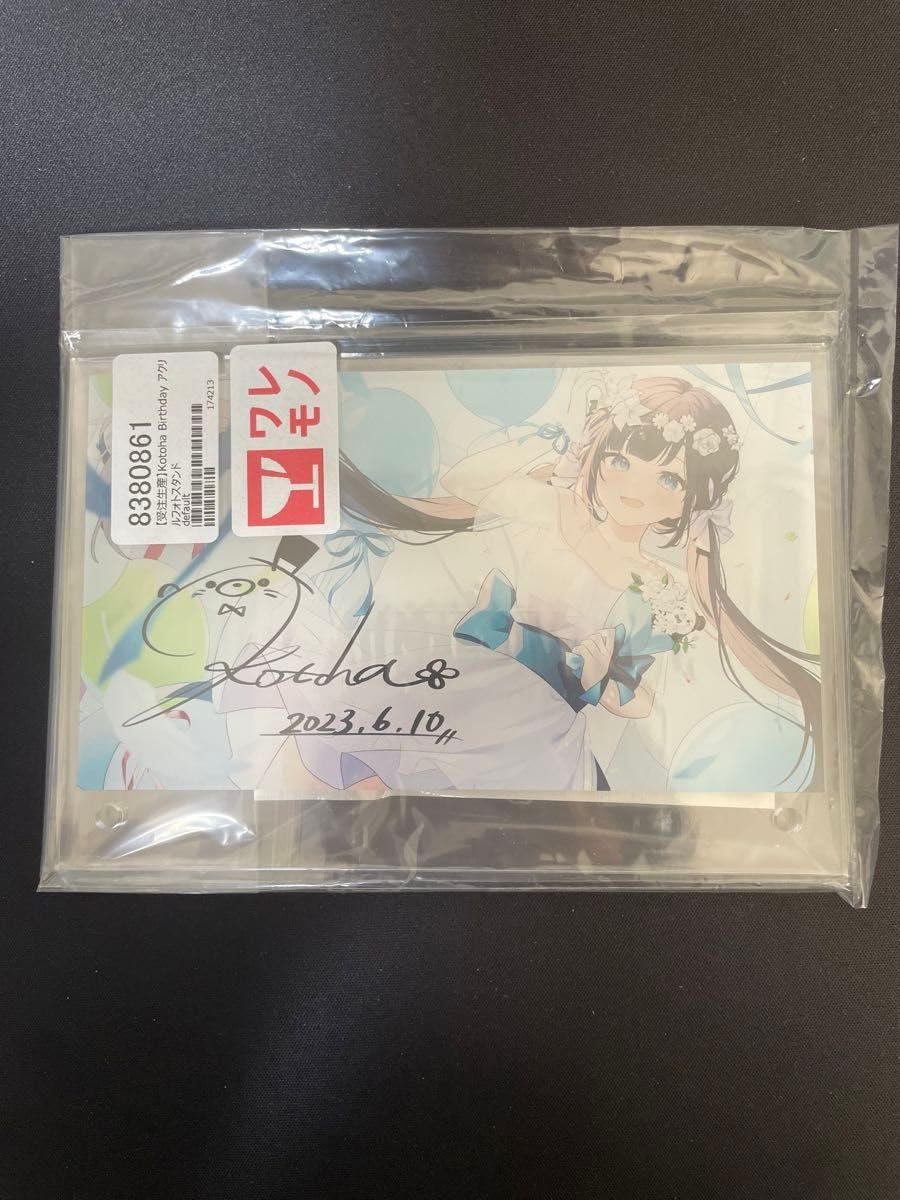 8380861
【受注生産】Kotoha Birthday アクリ
ルフォトスタンド
default
174213
ワレ
モノ
Kotoha
2023.6.10